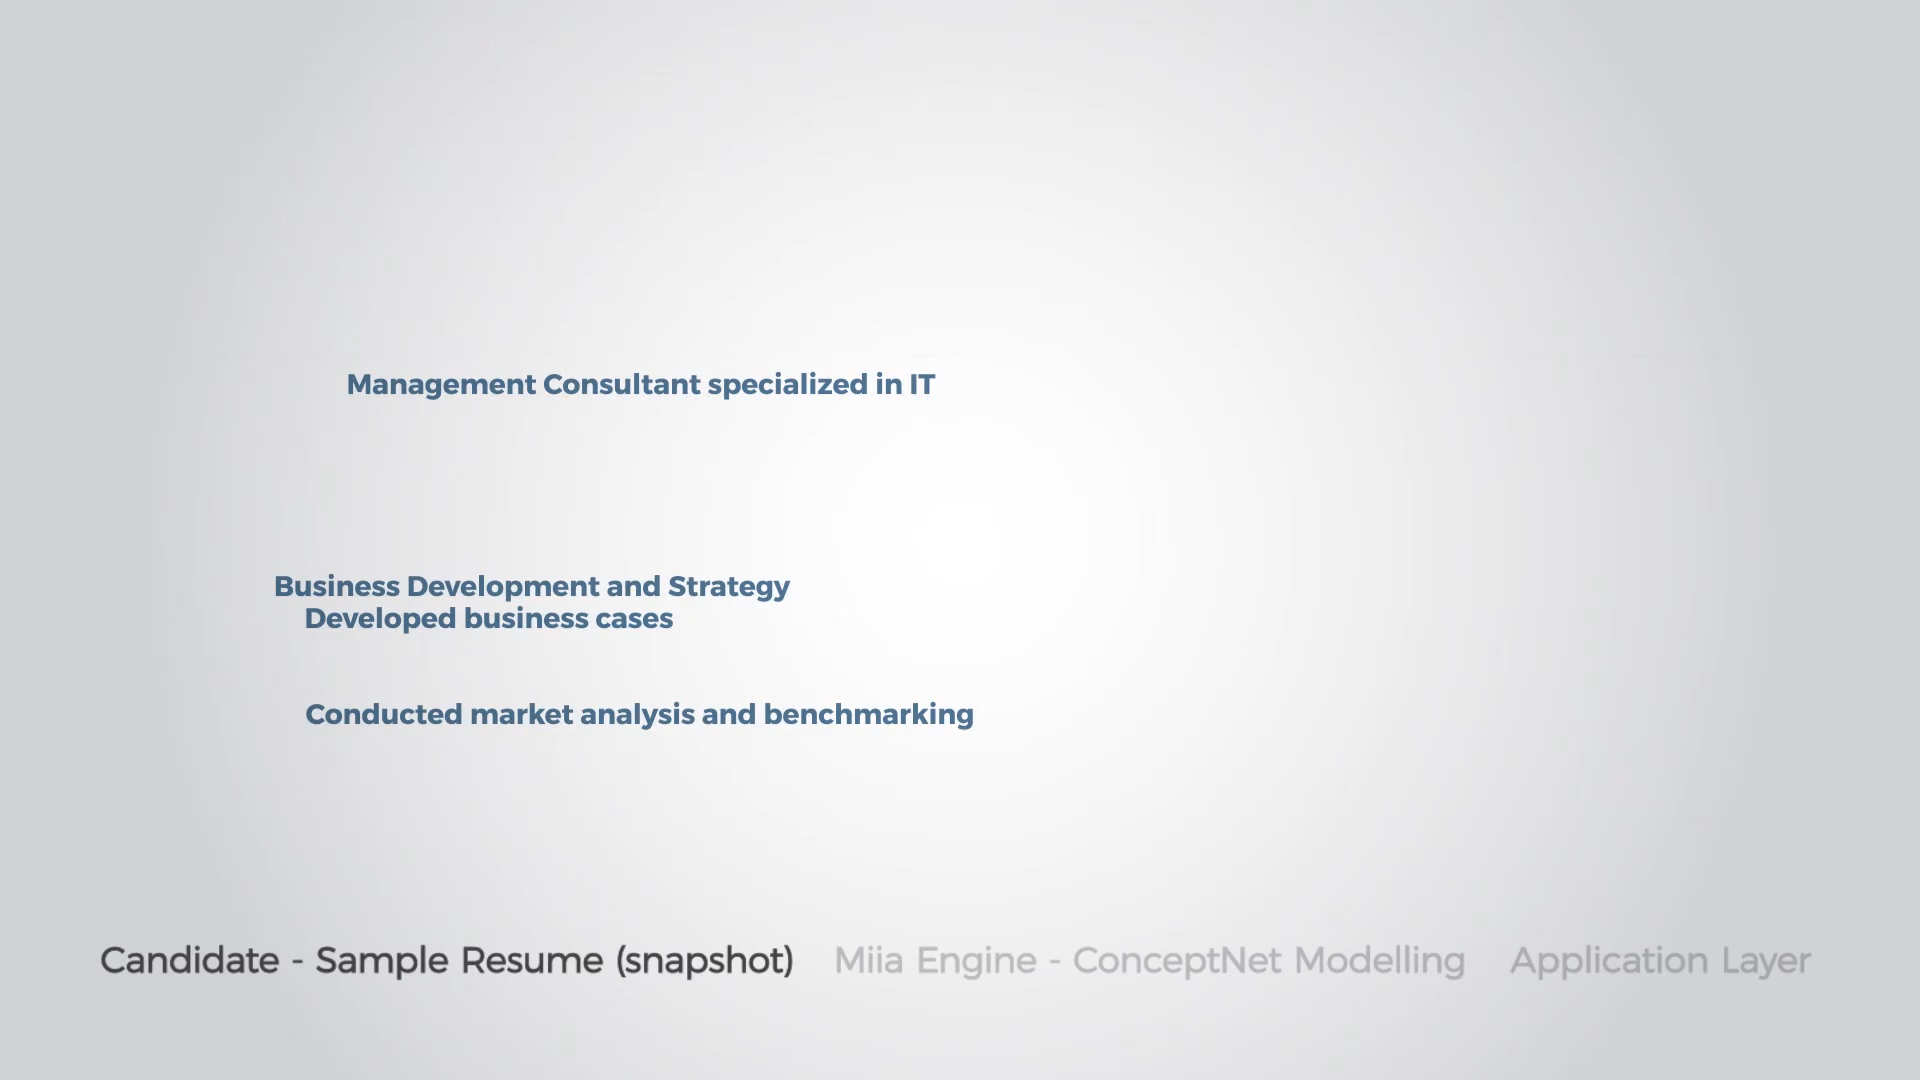 Management Consultant specialized in IT
Business Development and Strategy
Developed business cases
Conducted market analysis and benchmarking
Candidate - Sample Resume (snapshot) Miia Engine - ConceptNet Modelling Application Layer